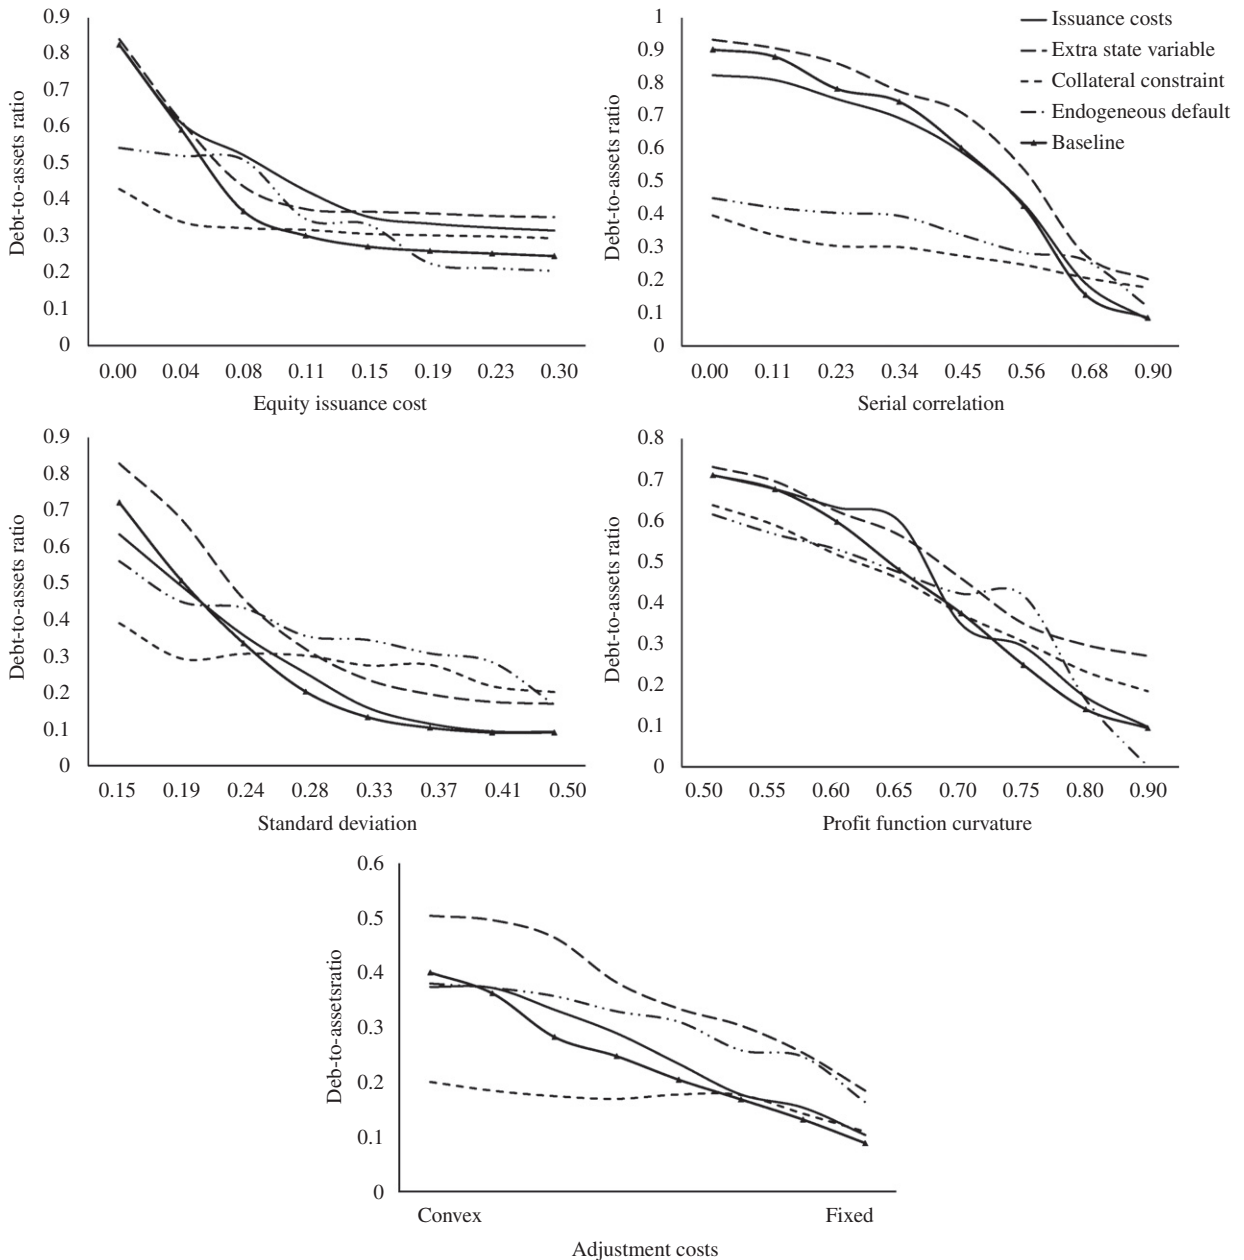 0.9
0.8
0.7
0.6
0.5
0.4
0.3
0.2
0.1
0
Debt-to-assets ratio
0.00 0.04 0.08 0.11 0.15 0.19 0.23 0.30
Equity issuance cost
1
0.9
0.8
0.7
0.6
0.5
0.4
0.3
0.2
0.1
0
Debt-to-assets ratio
Issuance costs
Extra state variable
Collateral constraint
Endogeneous default
Baseline
0.00 0.11 0.23 0.34 0.45 0.56 0.68 0.90
Serial correlation
0.9
0.8
0.7
0.6
0.5
0.4
0.3
0.2
0.1
0
Debt-to-assets ratio
0.15 0.19 0.24 0.28 0.33 0.37 0.41 0.50
Standard deviation
0.8
0.7
0.6
0.5
0.4
0.3
0.2
0.1
0
Debt-to-assets ratio
0.50 0.55 0.60 0.65 0.70 0.75 0.80 0.90
Profit function curvature
0.6
0.5
0.4
0.3
0.2
0.1
0
Deb-to-assetsratio
Convex Fixed
Adjustment costs